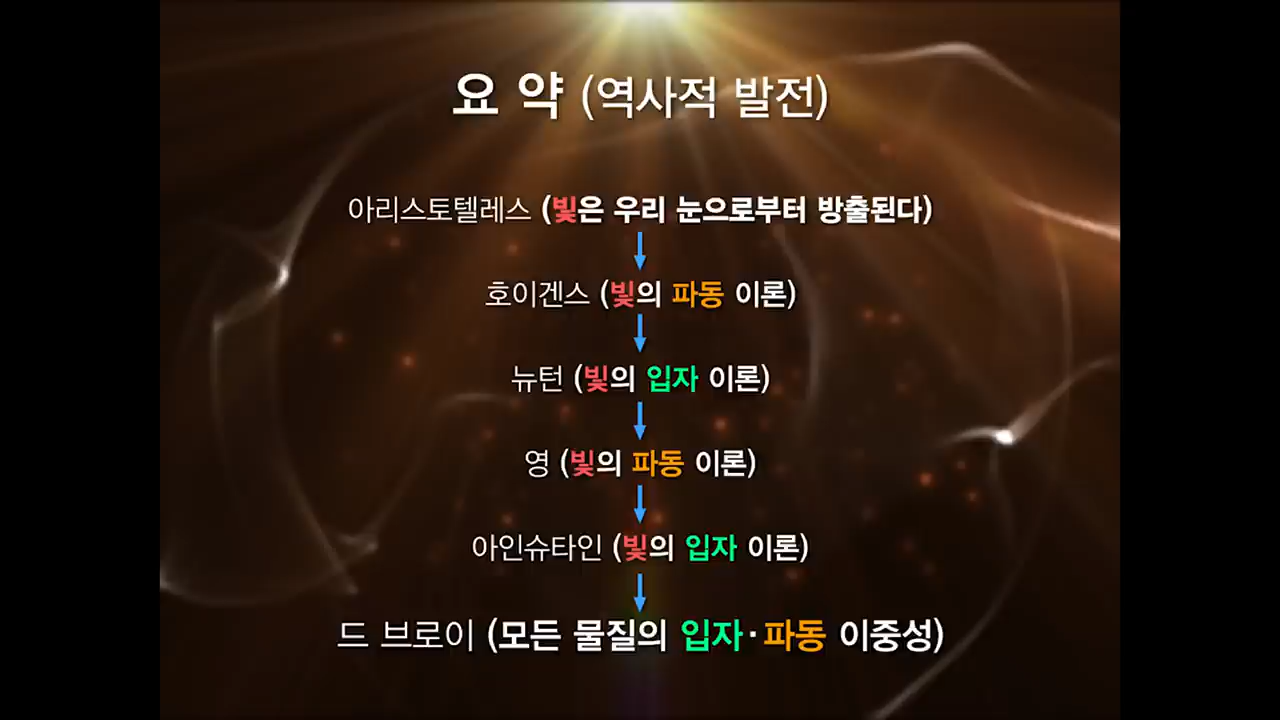 요 약 (역사적 발전)
아리스토텔레스 (빛은 우리 눈으로부터 방출된다)
호이겐스 (빛의 파동 이론)
뉴턴 (빛의 입자 이론)
영 (빛의 파동 이론)
아인슈타인 (빛의 입자 이론)
드 브로이 (모든 물질의 입자·파동 이중성)